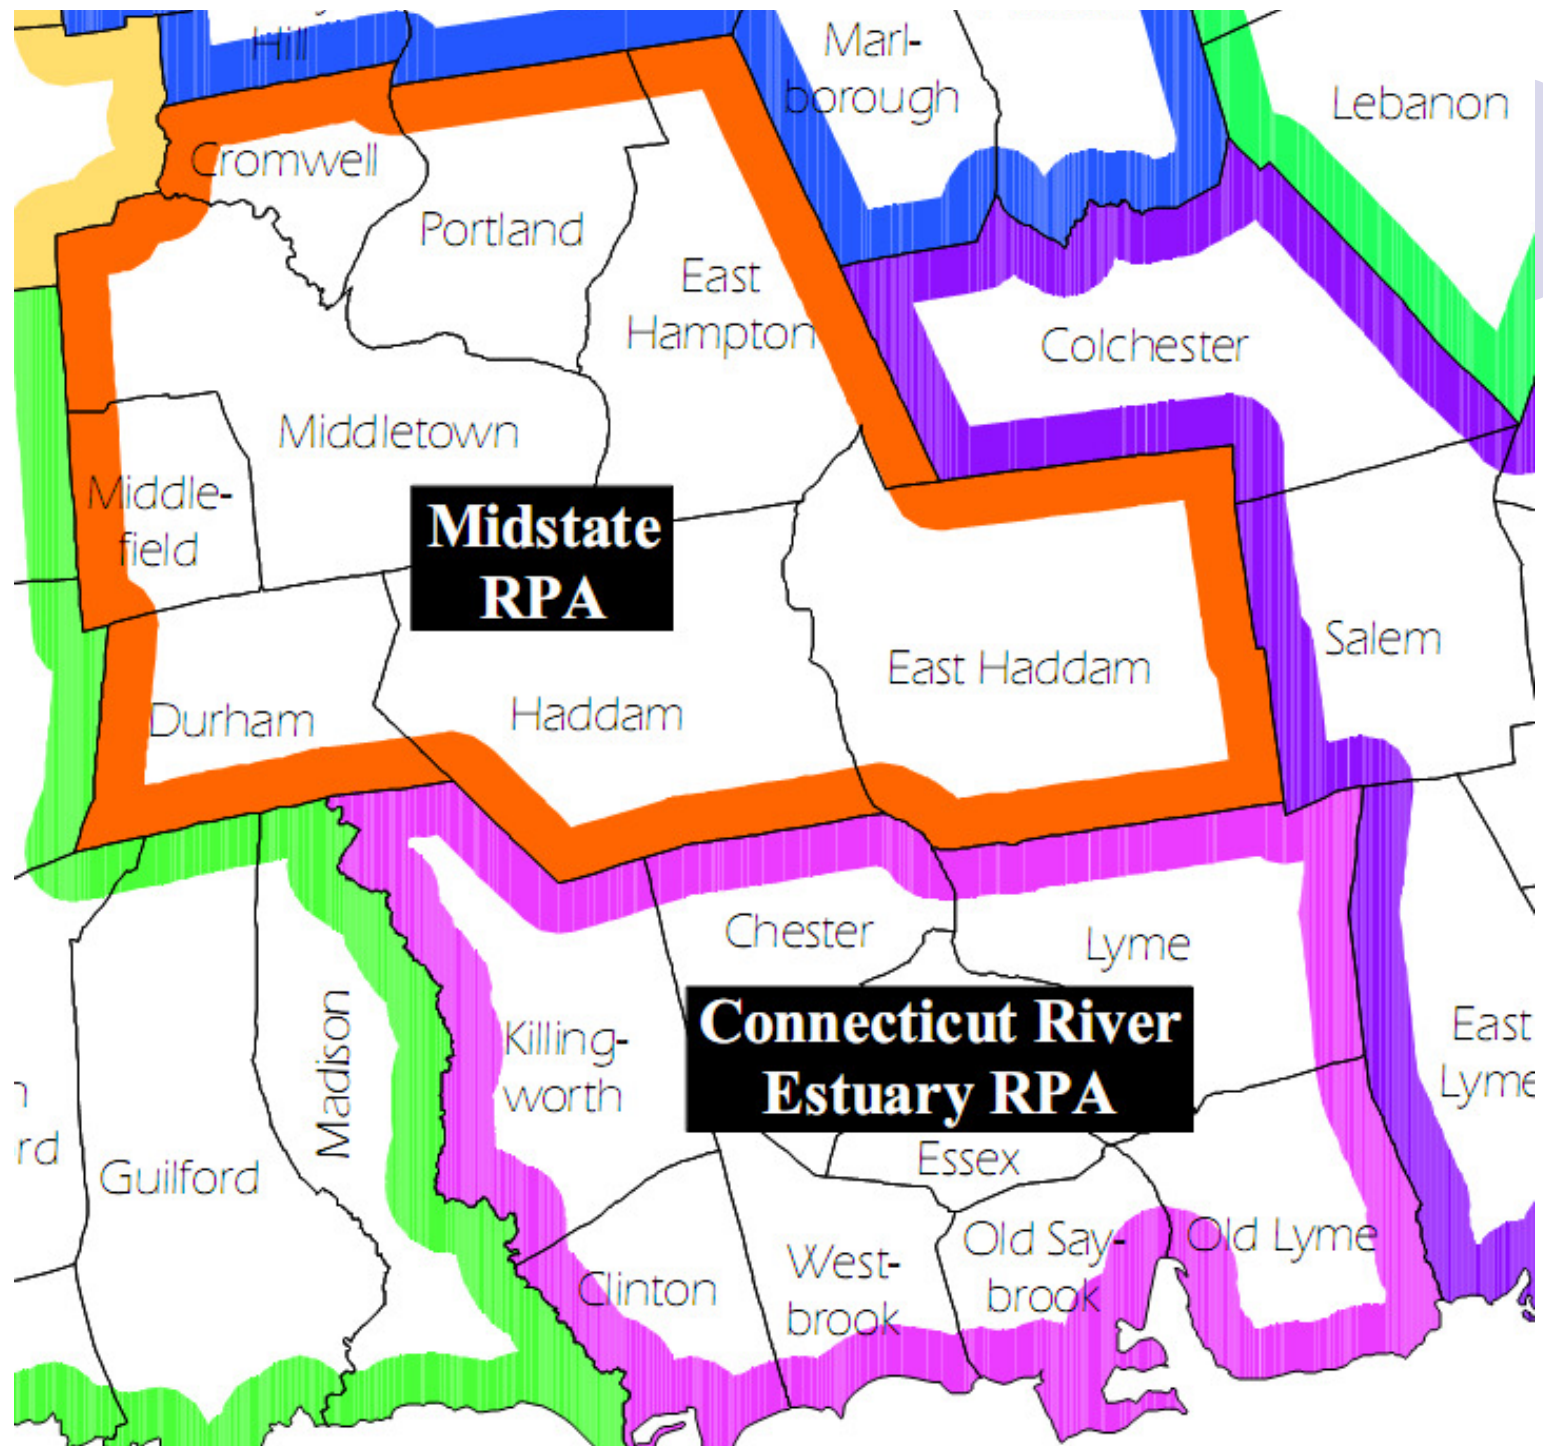 Hill
Marl-
borough
Lebanon
Cromwell
Portland
East
Hampton
Colchester
Middletown
Middle-
field
Midstate
RPA
Salem
East Haddam
Durham
Haddam
Chester
Lyme
Killing-
worth
Connecticut River
Estuary RPA
East
Lyme
Madison
rd
Guilford
Essex
Old Say-
brook
Old Lyme
West-
brook
Clinton